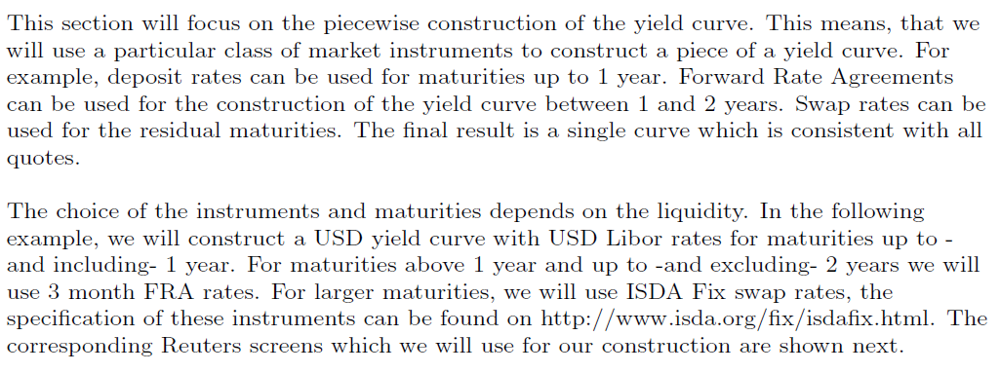 This section will focus on the piecewise construction of the yield curve. This means, that we
will use a particular class of market instruments to construct a piece of a yield curve. For
example, deposit rates can be used for maturities up to 1 year. Forward Rate Agreements
can be used for the construction of the yield curve between 1 and 2 years. Swap rates can be
used for the residual maturities. The final result is a single curve which is consistent with all
quotes.
The choice of the instruments and maturities depends on the liquidity. In the following
example, we will construct a USD yield curve with USD Libor rates for maturities up to -
and including- 1 year. For maturities above 1 year and up to -and excluding- 2 years we will
use 3 month FRA rates. For larger maturities, we will use ISDA Fix swap rates, the
specification of these instruments can be found on http://www.isda.org/fix/isdafix.html. The
corresponding Reuters screens which we will use for our construction are shown next.